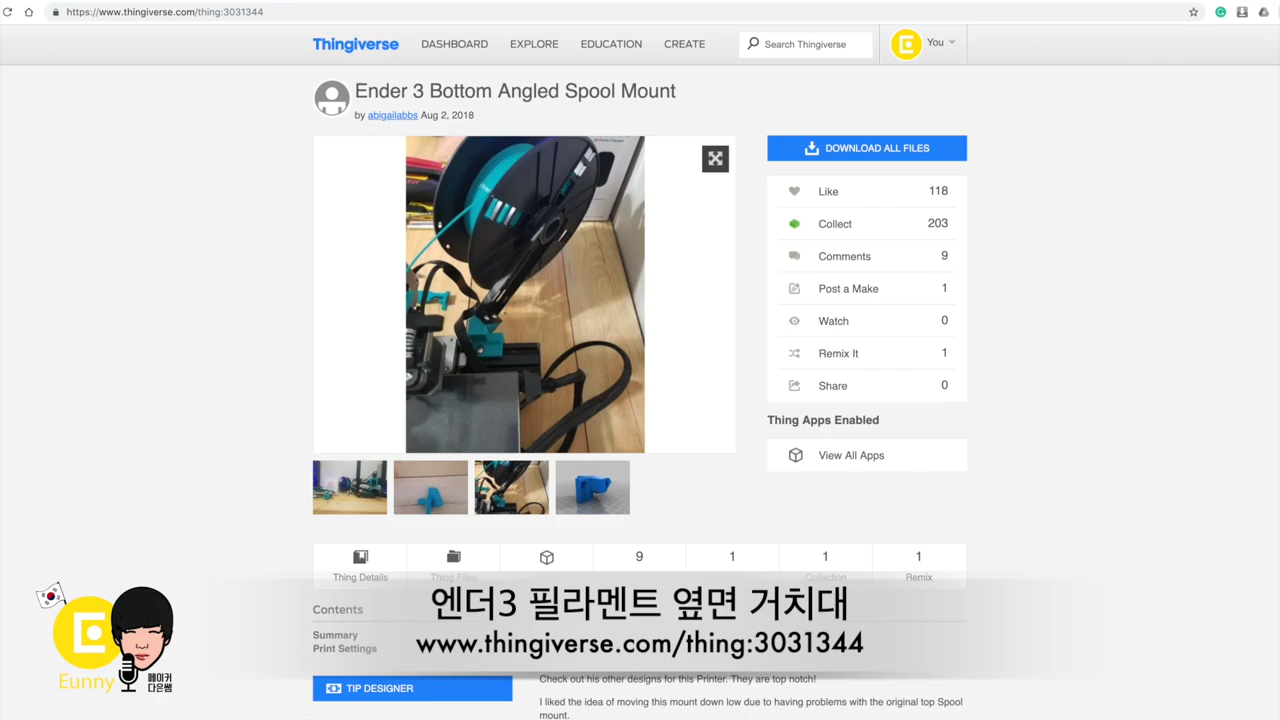 https://www.thingiverse.com/thing:3031344
Thingiverse
DASHBOARD
EXPLORE
EDUCATION
CREATE
Search Thingiverse
You
Ender 3 Bottom Angled Spool Mount
by abigailabbs Aug 2, 2018
DOWNLOAD ALL FILES
Like 118
Collect 203
Comments 9
Post a Make 1
Watch 0
Remix It 1
Share 0
Thing Apps Enabled
View All Apps
9 1 1 1
Thing Details Thing Files Collection Remix
Contents
Summary
Print Settings
엔더3 필라멘트 옆면 거치대
www.thingiverse.com/thing:3031344
Eunny
메이커
다은쌤
TIP DESIGNER
Check out his other designs for this Printer. They are top notch!
I liked the idea of moving this mount down low due to having problems with the original top Spool
mount.